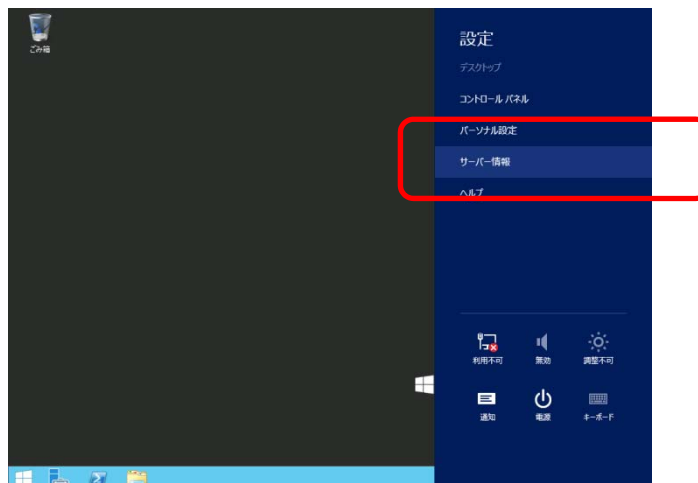 ごみ箱
設定
デスクトップ
コントロール パネル
パーソナル設定
サーバー情報
ヘルプ
利用不可
無効
調整不可
通知
電源
キーボード